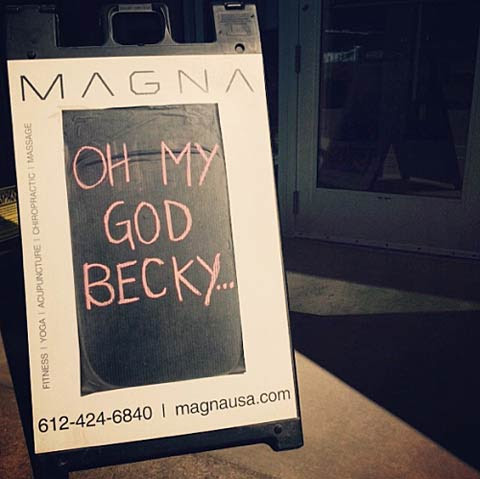 MAGNA
FITNESS | YOGA | ACUPUNCTURE | CHIROPRACTIC | MASSAGE
OH MY
GOD
BECKY...
612-424-6840 | magnausa.com